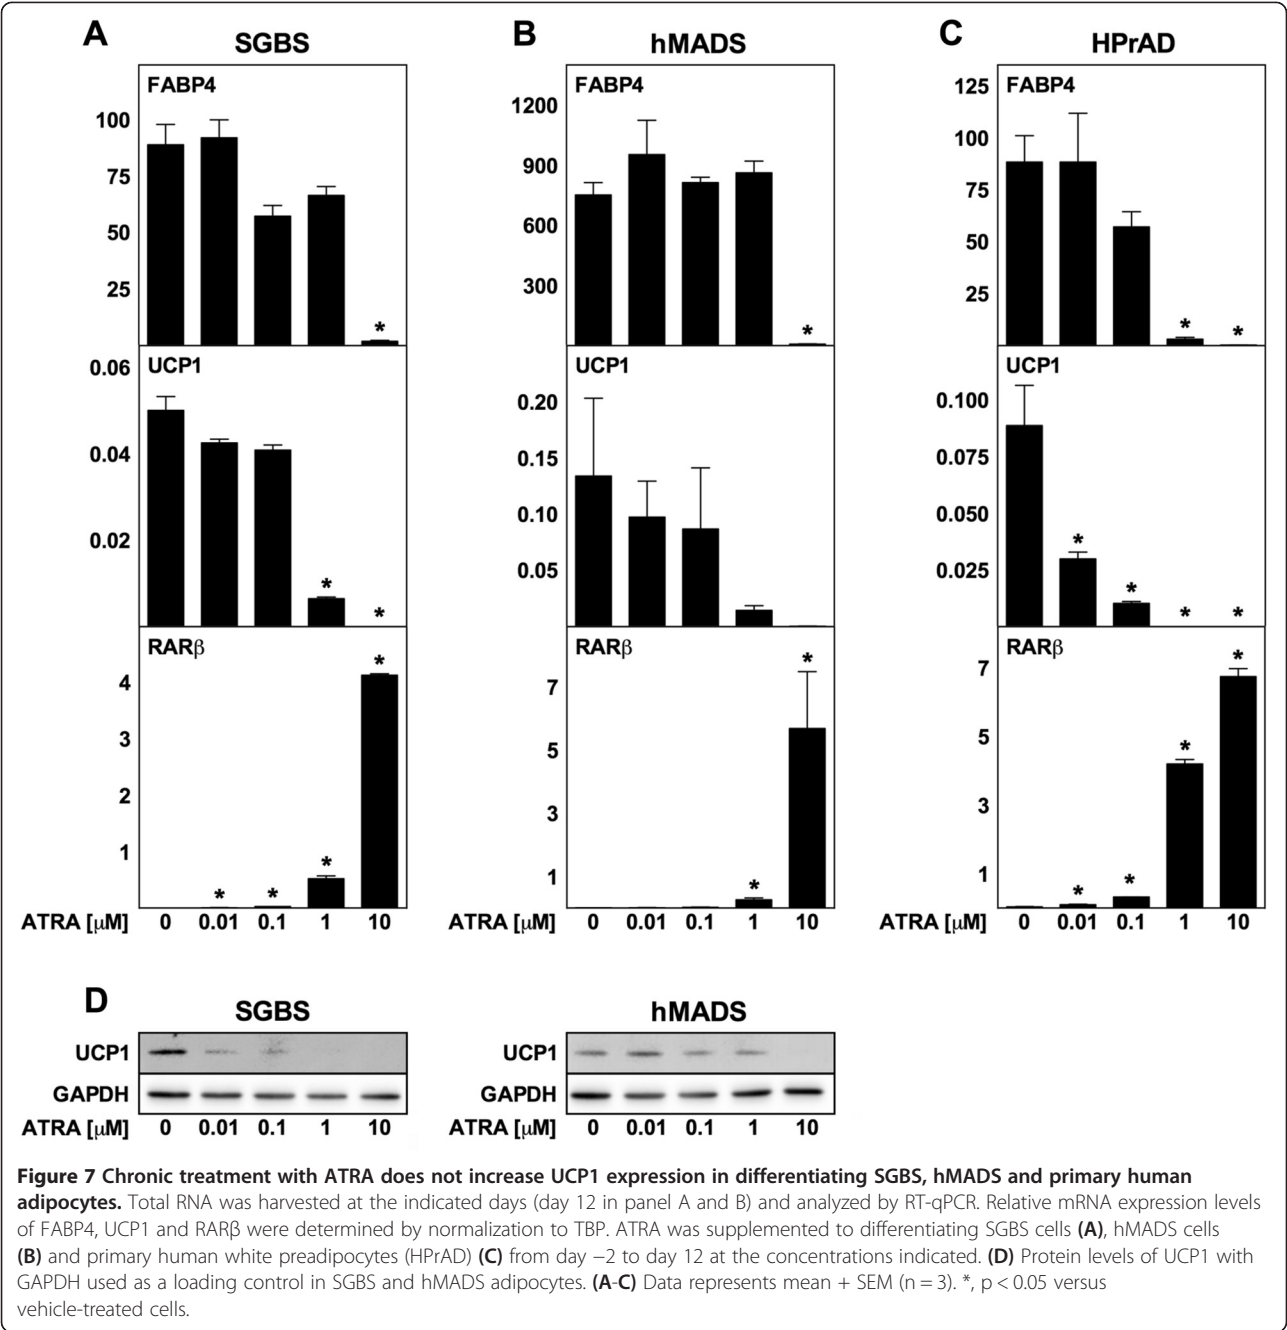 A SGBS
B hMADS
C HPrAD
FABP4
100
75
50
25
*
FABP4
1200
900
600
300
*
FABP4
125
100
75
50
25
* *
UCP1
0.06
0.04
0.02
* *
UCP1
0.20
0.15
0.10
0.05
UCP1
0.100
0.075
0.050
0.025
* * * *
RARβ
4
3
2
1
* * * *
ATRA [μM] 0 0.01 0.1 1 10
RARβ
7
5
3
1
* *
ATRA [μM] 0 0.01 0.1 1 10
RARβ
7
5
3
1
* * * *
ATRA [μM] 0 0.01 0.1 1 10
D SGBS
UCP1
GAPDH
ATRA [μM] 0 0.01 0.1 1 10
hMADS
UCP1
GAPDH
ATRA [μM] 0 0.01 0.1 1 10
Figure 7 Chronic treatment with ATRA does not increase UCP1 expression in differentiating SGBS, hMADS and primary human
adipocytes. Total RNA was harvested at the indicated days (day 12 in panel A and B) and analyzed by RT-qPCR. Relative mRNA expression levels
of FABP4, UCP1 and RARβ were determined by normalization to TBP. ATRA was supplemented to differentiating SGBS cells (A), hMADS cells
(B) and primary human white preadipocytes (HPrAD) (C) from day −2 to day 12 at the concentrations indicated. (D) Protein levels of UCP1 with
GAPDH used as a loading control in SGBS and hMADS adipocytes. (A-C) Data represents mean + SEM (n = 3). *, p < 0.05 versus
vehicle-treated cells.